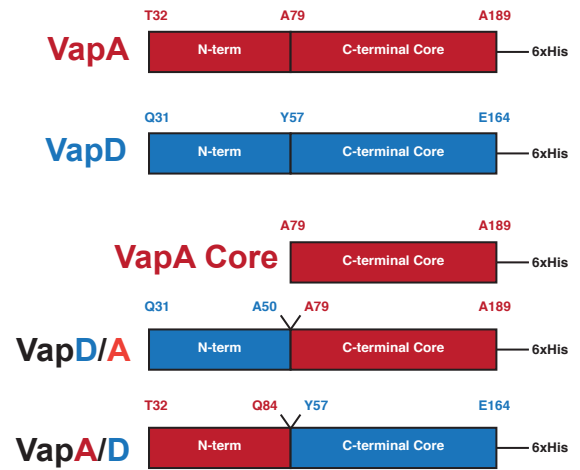 T32 A79 A189
VapA N-term C-terminal Core 6xHis
Q31 Y57 E164
VapD N-term C-terminal Core 6xHis
A79 A189
VapA Core C-terminal Core 6xHis
Q31 A50 A79 A189
VapD/A N-term C-terminal Core 6xHis
T32 Q84 Y57 E164
VapA/D N-term C-terminal Core 6xHis